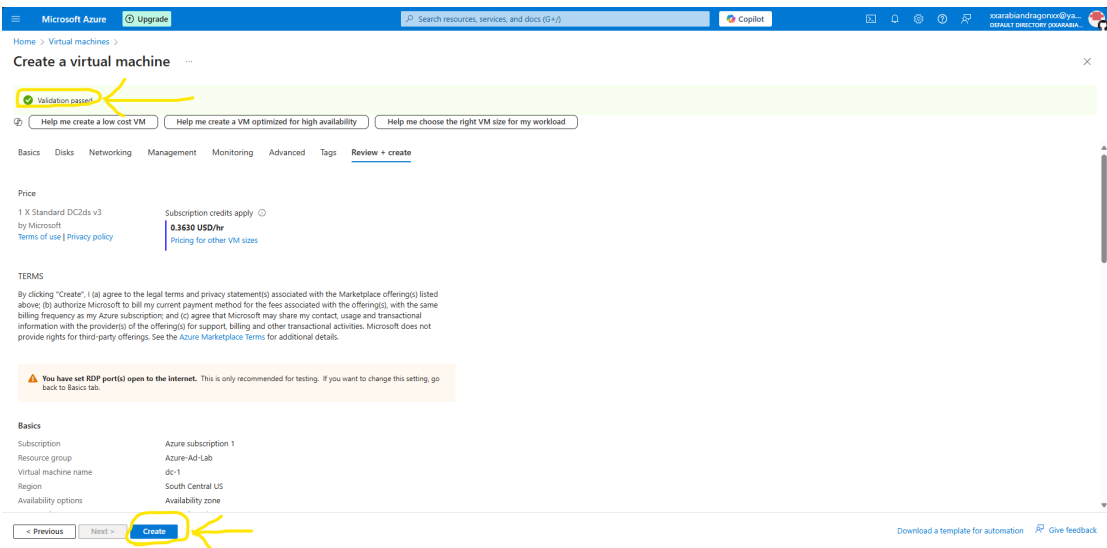 Microsoft Azure
Upgrade
Search resources, services, and docs (G+/)
Copilot
xxarabiandragonxx@ya...
DEFAULT DIRECTORY (XXARABIA...
Home > Virtual machines >
Create a virtual machine ...
Validation passed
Help me create a low cost VM
Help me create a VM optimized for high availability
Help me choose the right VM size for my workload
Basics Disks Networking Management Monitoring Advanced Tags Review + create
Price
1 X Standard DC2ds v3
by Microsoft
Terms of use | Privacy policy
Subscription credits apply
0.3630 USD/hr
Pricing for other VM sizes
TERMS
By clicking "Create", I (a) agree to the legal terms and privacy statement(s) associated with the Marketplace offering(s) listed
above; (b) authorize Microsoft to bill my current payment method for the fees associated with the offering(s), with the same
billing frequency as my Azure subscription; and (c) agree that Microsoft may share my contact, usage and transactional
information with the provider(s) of the offering(s) for support, billing and other transactional activities. Microsoft does not
provide rights for third-party offerings. See the Azure Marketplace Terms for additional details.
You have set RDP port(s) open to the internet. This is only recommended for testing. If you want to change this setting, go
back to Basics tab.
Basics
Subscription Azure subscription 1
Resource group Azure-Ad-Lab
Virtual machine name dc-1
Region South Central US
Availability options Availability zone
< Previous
Next >
Create
Download a template for automation
Give feedback